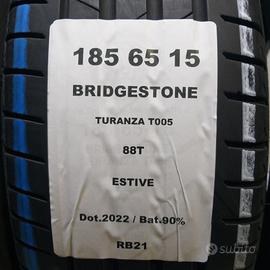 185 65 15
BRIDGESTONE
TURANZA T005
88T
ESTIVE
Dot.2022 / Bat.90%
RB21
subito